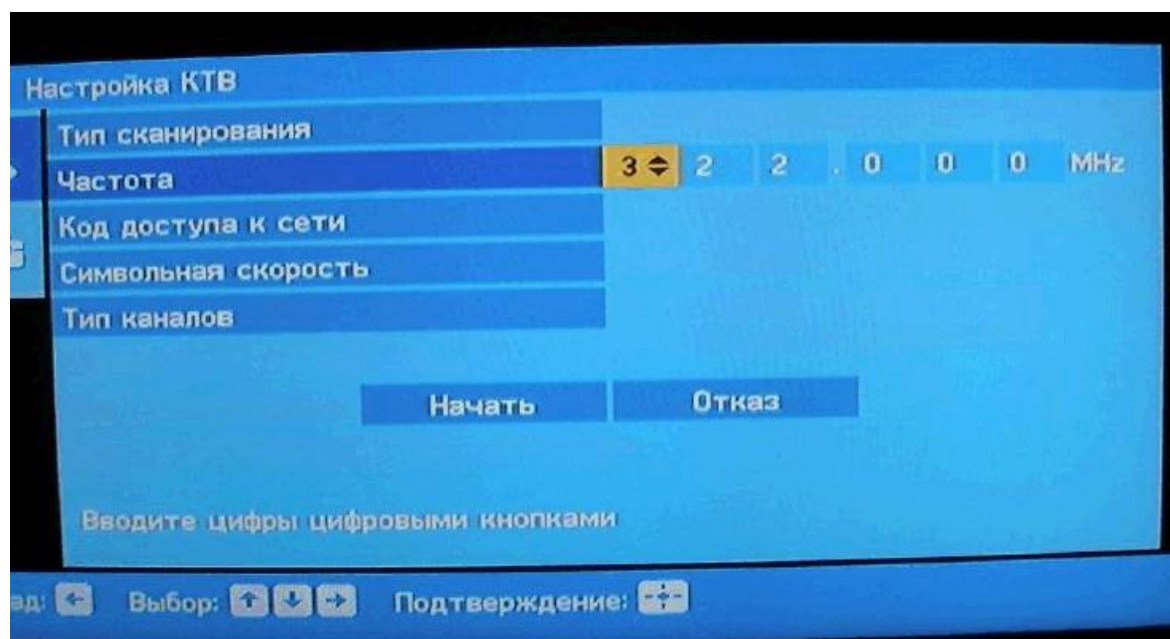 Настройка КТВ
Тип сканирования
Частота 3 2 2 . 0 0 0 MHz
Код доступа к сети
Символьная скорость
Тип каналов
Начать Отказ
Вводите цифры цифровыми кнопками
Выбор: Подтверждение: